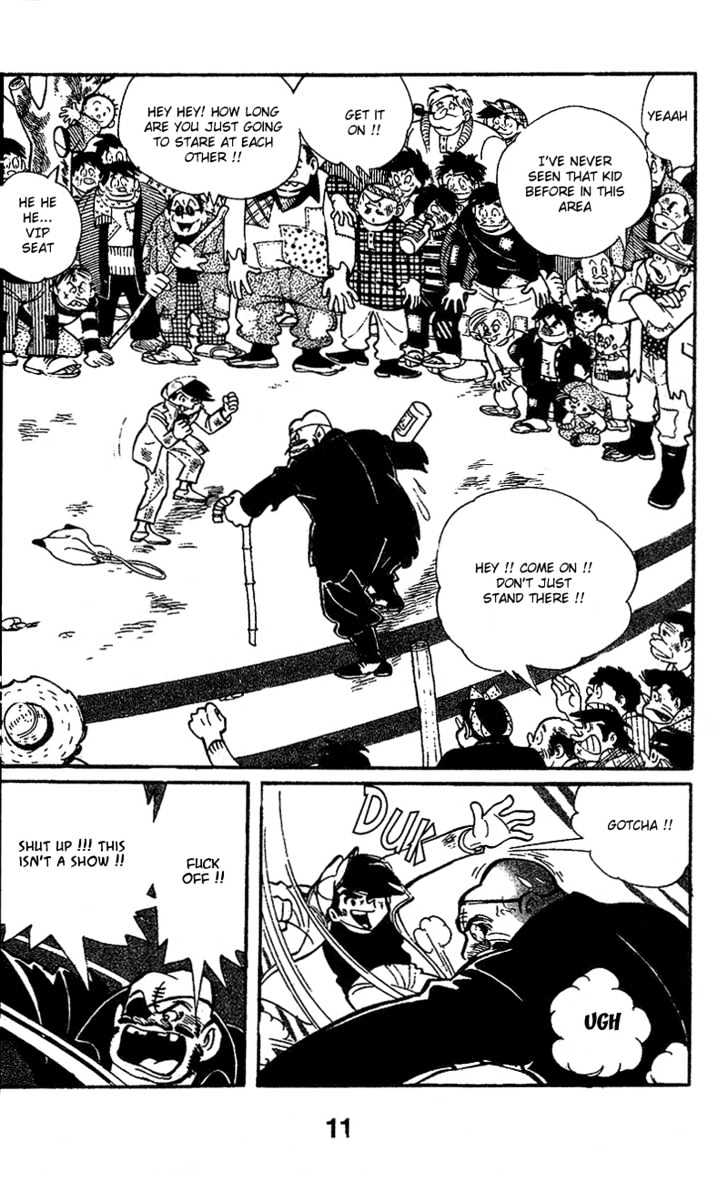 HEY HEY! HOW LONG
ARE YOU JUST GOING
TO STARE AT EACH
OTHER !!
GET IT
ON !!
YEAAH
I'VE NEVER
SEEN THAT KID
BEFORE IN THIS
AREA
HE HE
HE...
VIP
SEAT
HEY !! COME ON !!
DON'T JUST
STAND THERE !!
SHUT UP !!! THIS
ISN'T A SHOW !!
FUCK
OFF !!
DUK
GOTCHA !!
UGH
11